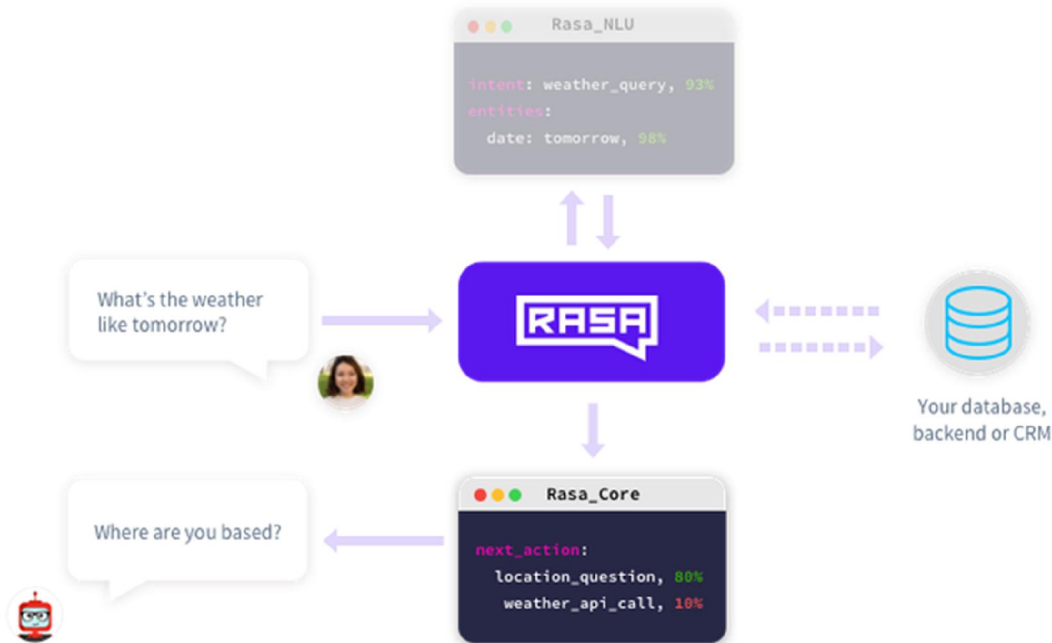 Rasa_NLU
intent: weather_query, 93%
entities:
date: tomorrow, 98%
What's the weather
like tomorrow?
RASA
Your database,
backend or CRM
Rasa_Core
Where are you based?
next_action:
location_question, 80%
weather_api_call, 10%